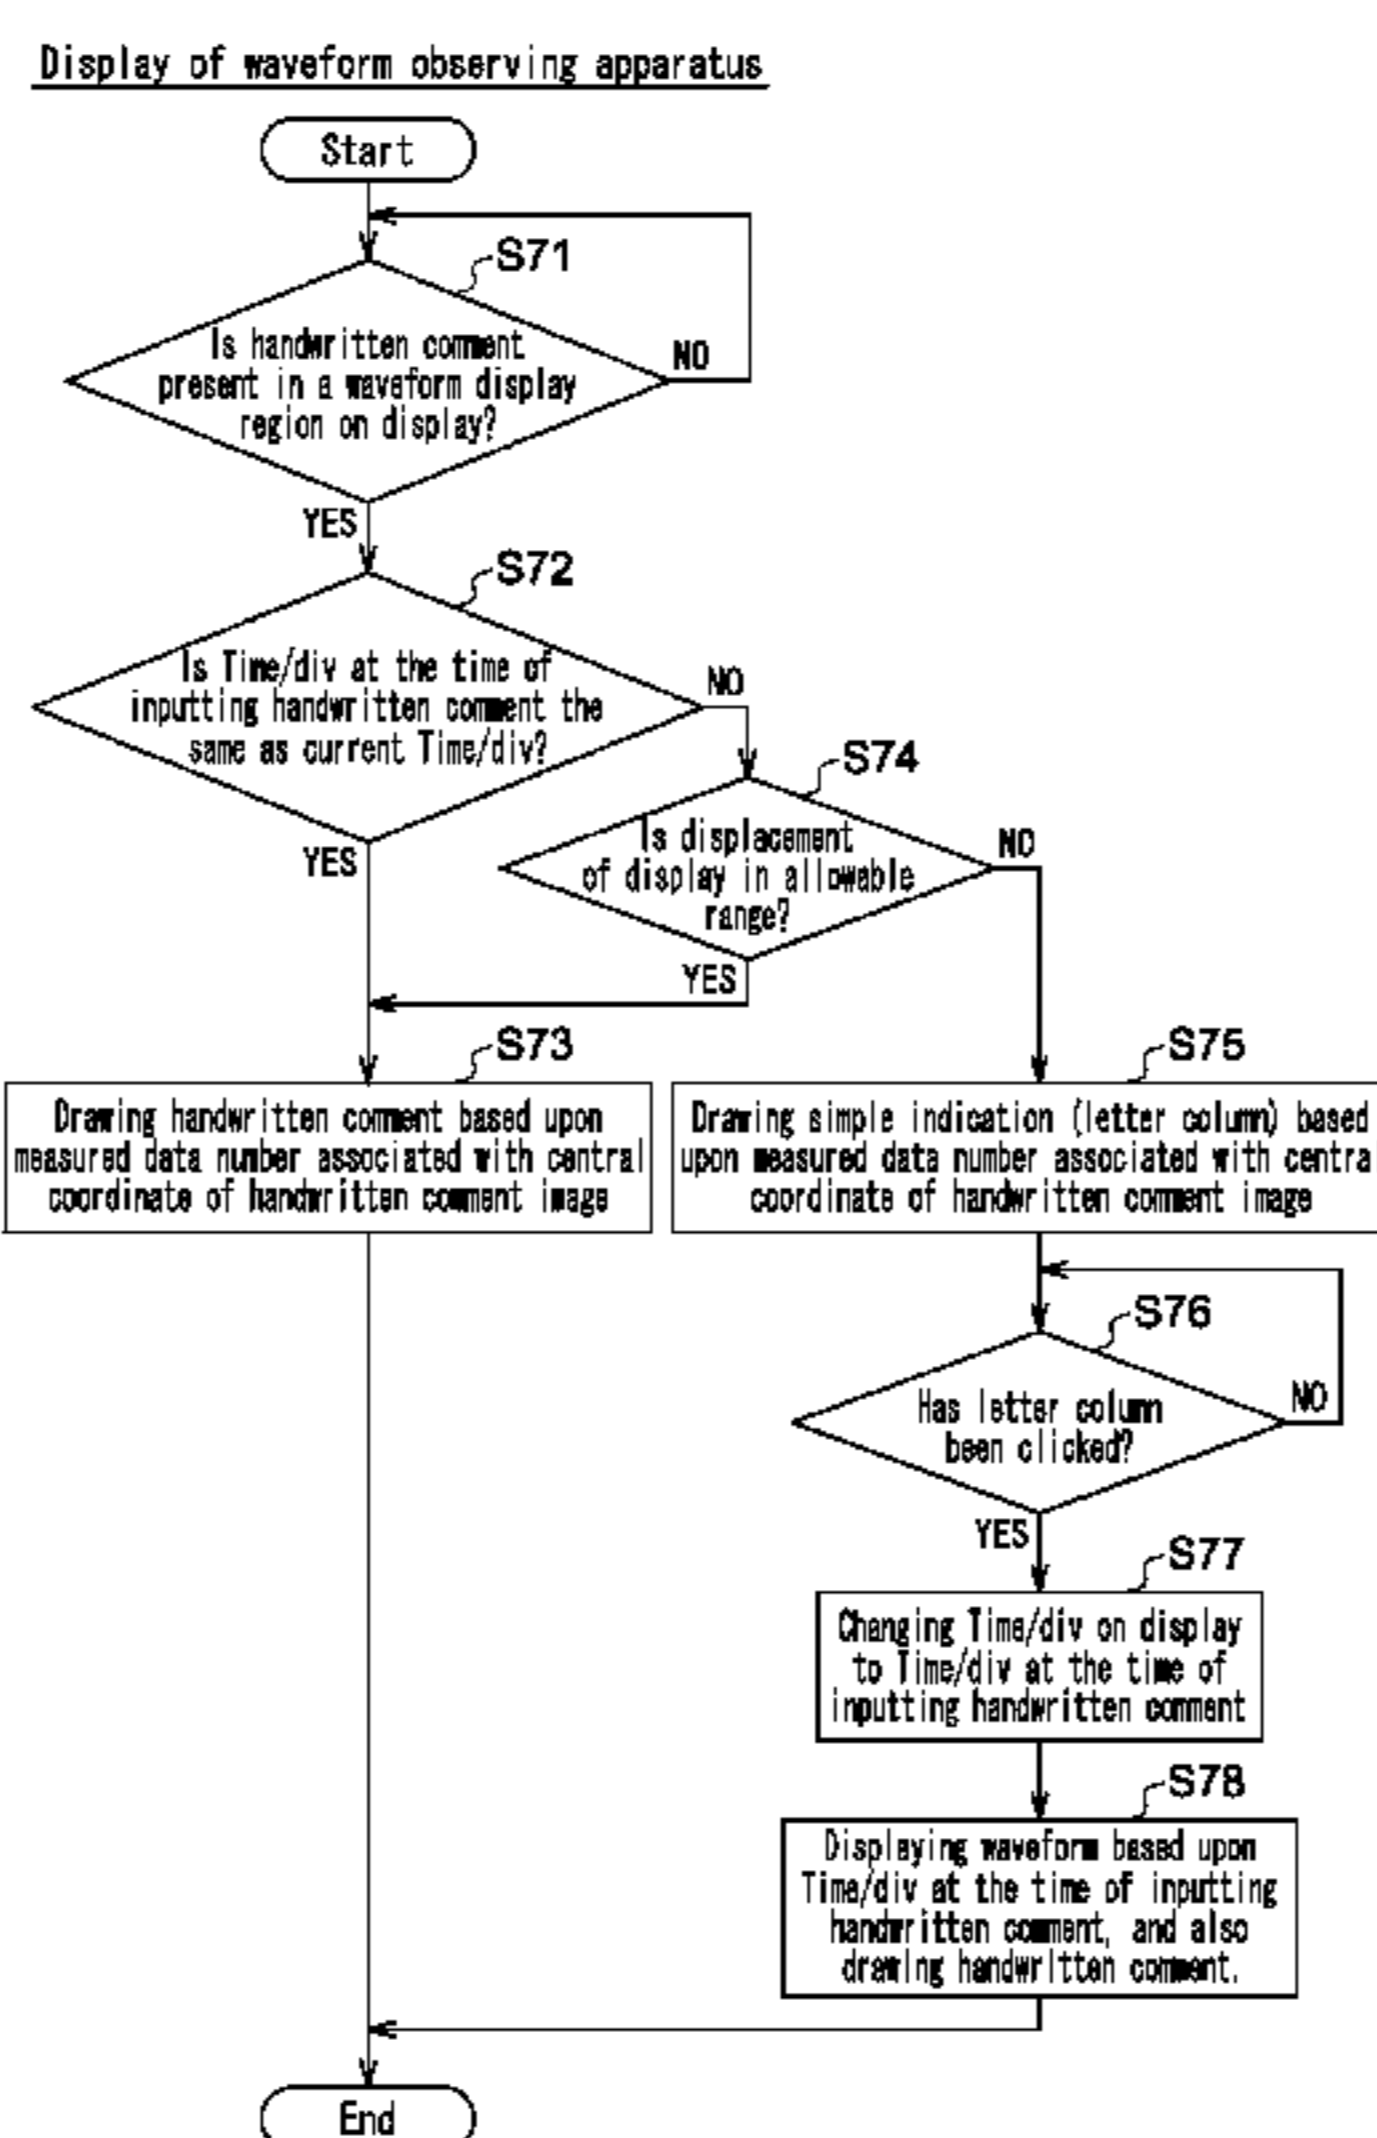 Display of waveform observing apparatus
Start
S71
Is handwritten comment
present in a waveform display
region on display?
NO
YES
S72
Is Time/div at the time of
inputting handwritten comment the
same as current Time/div?
NO
YES
S74
Is displacement
of display in allowable
range?
NO
YES
S73
Drawing handwritten comment based upon
measured data number associated with central
coordinate of handwritten comment image
S75
Drawing simple indication (letter column) based
upon measured data number associated with central
coordinate of handwritten comment image
S76
Has letter column
been clicked?
NO
YES
S77
Changing Time/div on display
to Time/div at the time of
inputting handwritten comment
S78
Displaying waveform based upon
Time/div at the time of inputting
handwritten comment, and also
drawing handwritten comment.
End